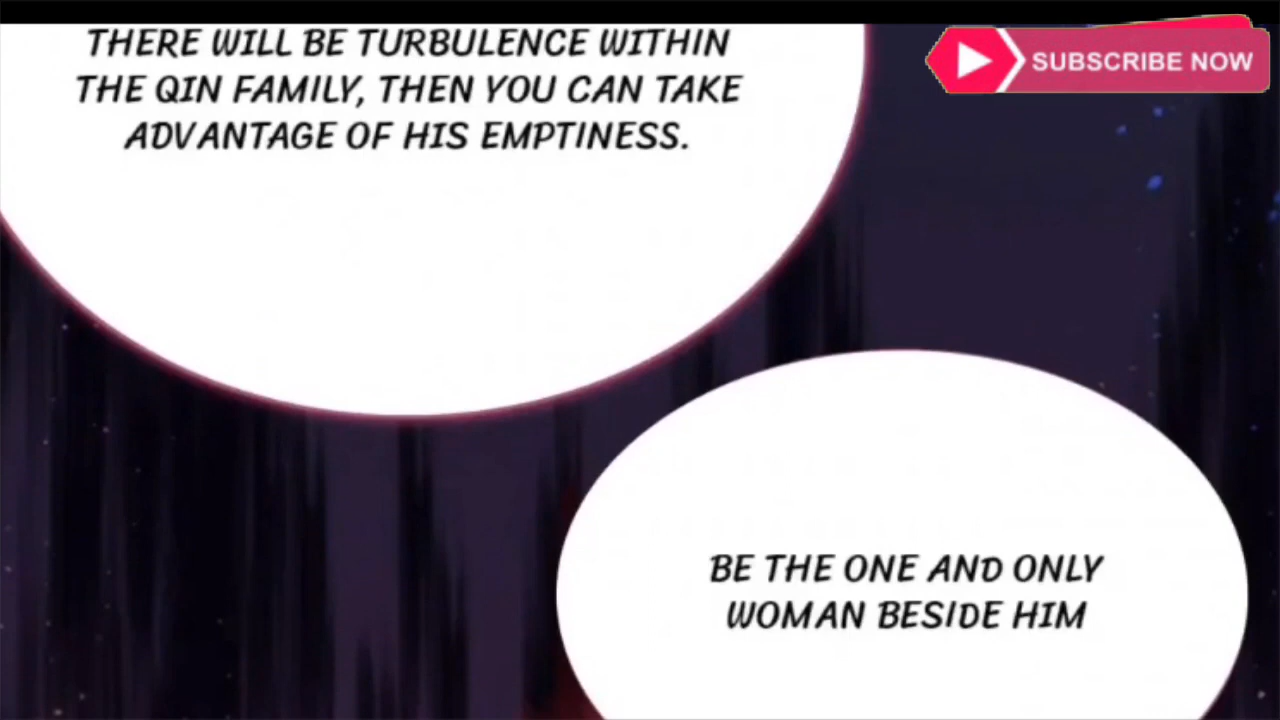 THERE WILL BE TURBULENCE WITHIN
THE QIN FAMILY, THEN YOU CAN TAKE
ADVANTAGE OF HIS EMPTINESS.
SUBSCRIBE NOW
BE THE ONE AND ONLY
WOMAN BESIDE HIM